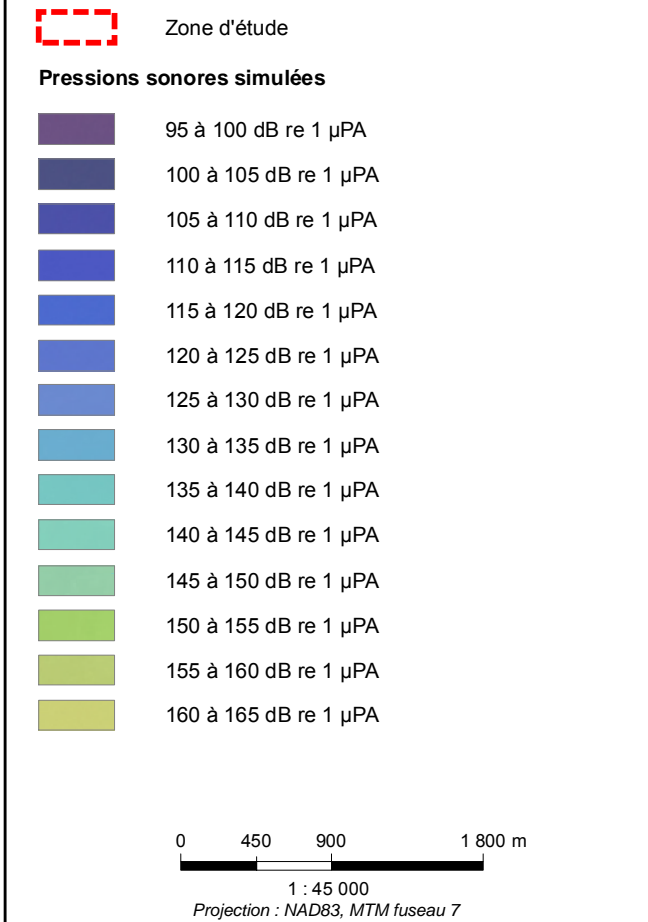 Zone d'étude
Pressions sonores simulées
95 à 100 dB re 1 µPA
100 à 105 dB re 1 µPA
105 à 110 dB re 1 µPA
110 à 115 dB re 1 µPA
115 à 120 dB re 1 µPA
120 à 125 dB re 1 µPA
125 à 130 dB re 1 µPA
130 à 135 dB re 1 µPA
135 à 140 dB re 1 µPA
140 à 145 dB re 1 µPA
145 à 150 dB re 1 µPA
150 à 155 dB re 1 µPA
155 à 160 dB re 1 µPA
160 à 165 dB re 1 µPA
0 450 900 1 800 m
1 : 45 000
Projection : NAD83, MTM fuseau 7